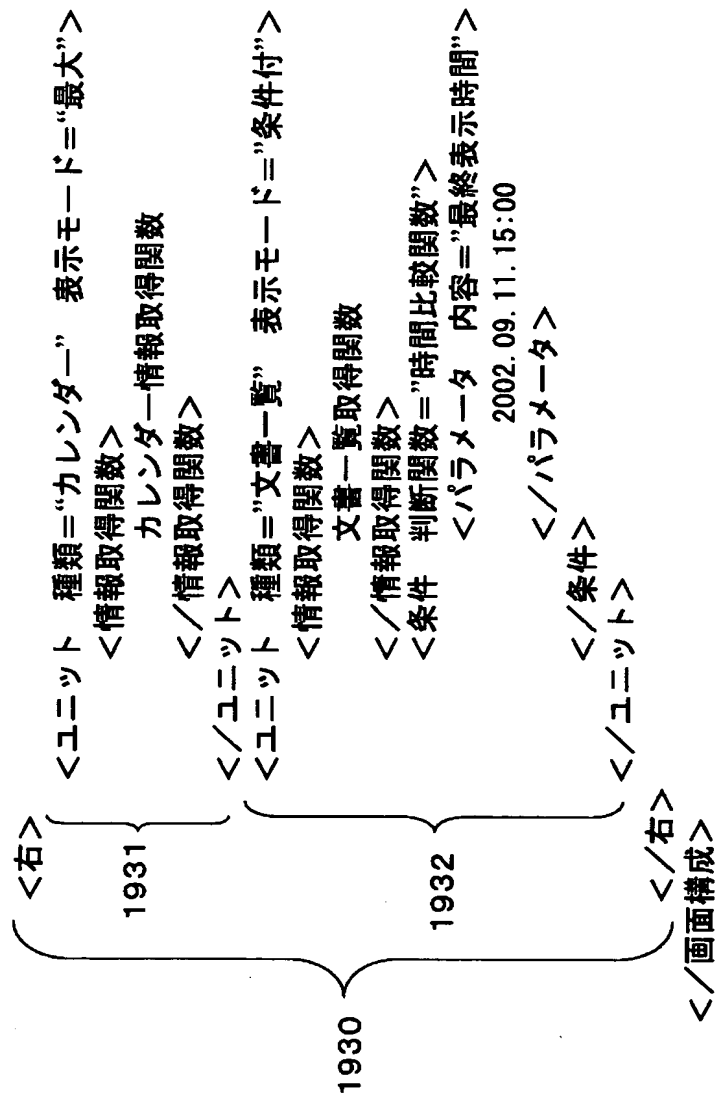 <右>
<ユニット 種類=“カレンダー” 表示モード=“最大”>
<情報取得関数>
カレンダー情報取得関数
</情報取得関数>
</ユニット>
1931
<ユニット 種類=”文書一覧” 表示モード=”条件付”>
<情報取得関数>
文書一覧取得関数
</情報取得関数>
<条件 判断関数=”時間比較関数”>
<パラメータ 内容=”最終表示時間”>
2002.09.11.15:00
</パラメータ>
</条件>
</ユニット>
1932
</右>
1930
</画面構成>